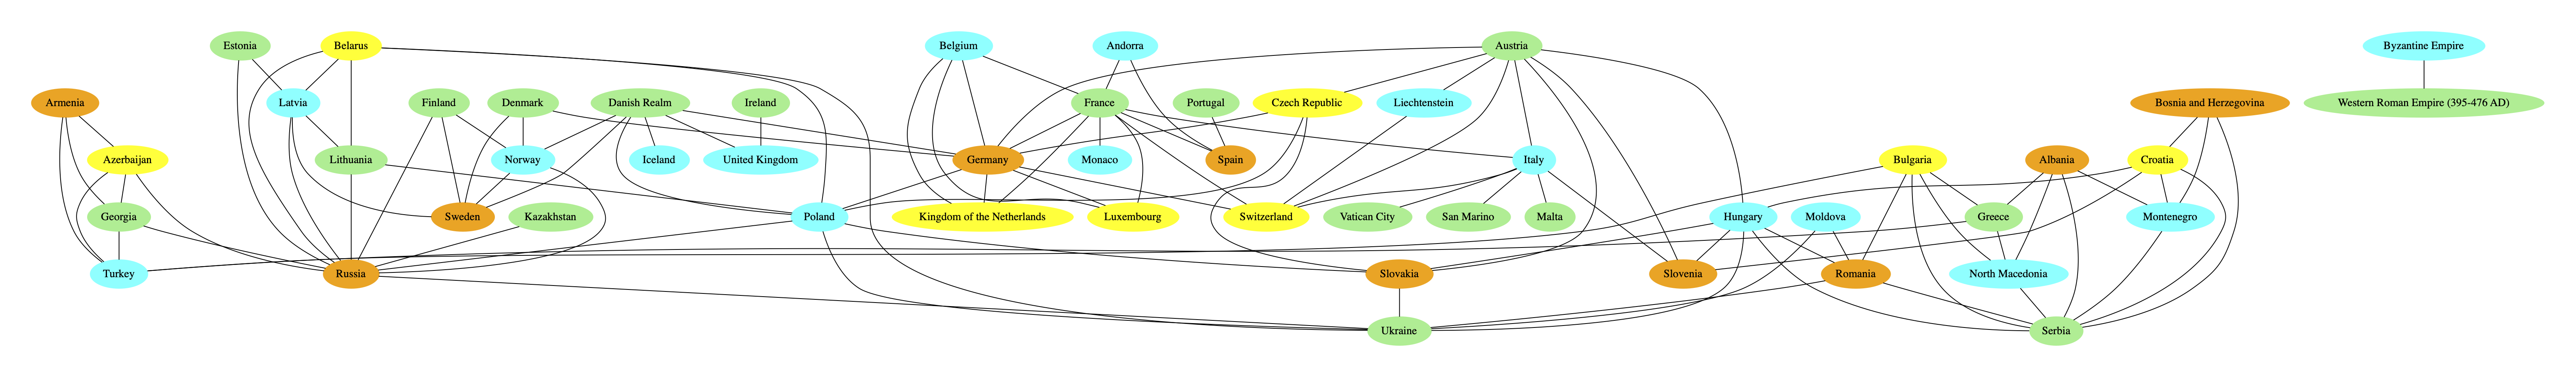 Estonia
Belarus
Belgium
Andorra
Austria
Byzantine Empire
Armenia
Latvia
Finland
Denmark
Danish Realm
Ireland
France
Portugal
Czech Republic
Liechtenstein
Bosnia and Herzegovina
Western Roman Empire (395-476 AD)
Azerbaijan
Lithuania
Norway
Iceland
United Kingdom
Germany
Monaco
Spain
Italy
Bulgaria
Albania
Croatia
Georgia
Sweden
Kazakhstan
Poland
Kingdom of the Netherlands
Luxembourg
Switzerland
Vatican City
San Marino
Malta
Hungary
Moldova
Greece
Montenegro
Turkey
Russia
Slovakia
Slovenia
Romania
North Macedonia
Ukraine
Serbia